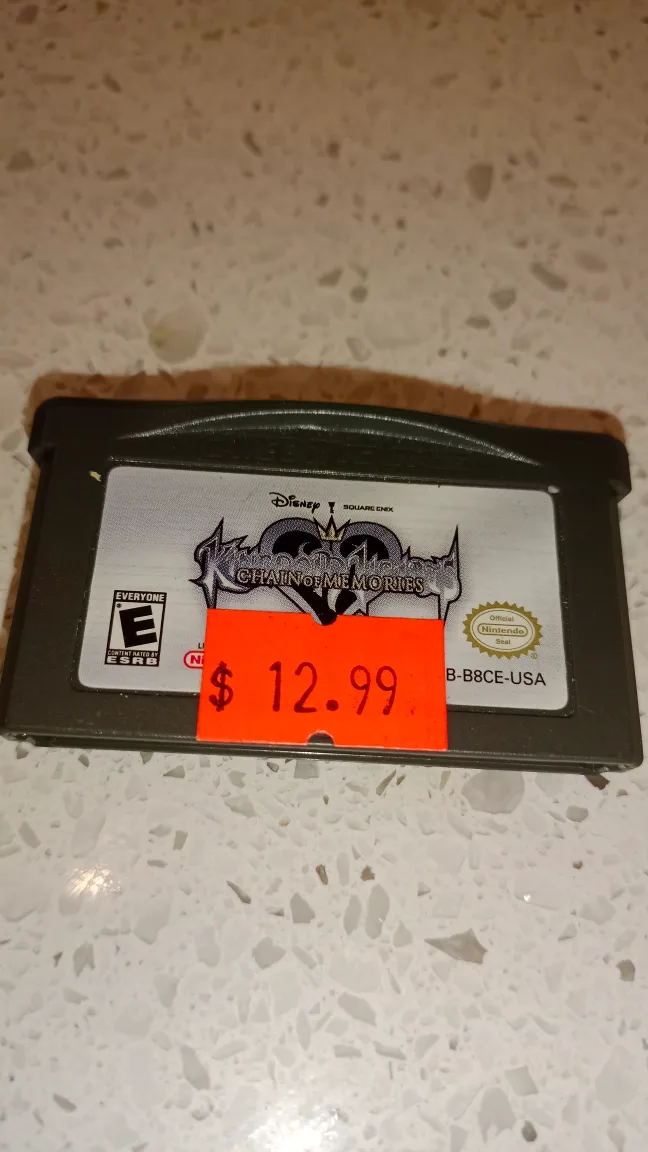 Disney SQUARE ENIX
KINGDOM HEARTS
CHAIN OF MEMORIES
EVERYONE
E
CONTENT RATED BY
ESRB
Official
Nintendo
Seal
B-B8CE-USA
$ 12.99